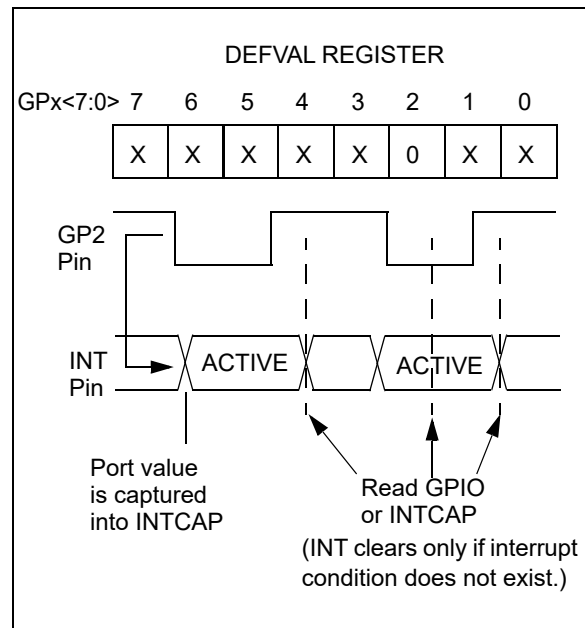 DEFVAL REGISTER
GPx<7:0> 7 6 5 4 3 2 1 0
X X X X X 0 X X
GP2
Pin
INT
Pin
ACTIVE
ACTIVE
Port value
is captured
into INTCAP
Read GPIO
or INTCAP
(INT clears only if interrupt
condition does not exist.)